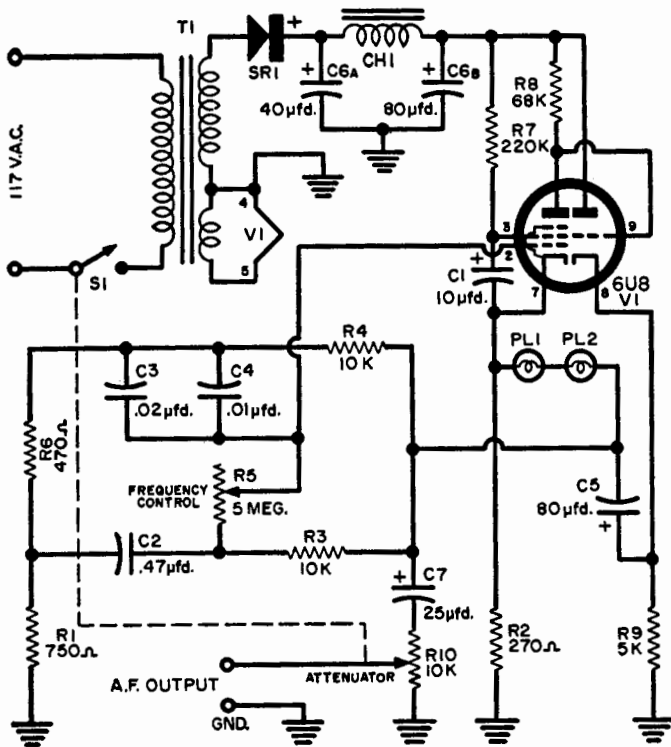 T1
+
SR1
C6A
+
40µfd.
CH1
C6B
+
80µfd.
R8
68K
R7
220K
117 V.A.C.
S1
4
V1
5
3
2
9
7
8
6U8
V1
+
C1
10µfd.
R4
10K
PL1
PL2
C3
.02µfd.
C4
.01µfd.
R6
470Ω
R5
FREQUENCY
CONTROL
5 MEG.
C5
80µfd.
+
C2
.47µfd.
R3
10K
C7
+
25µfd.
R1
750Ω
R10
10K
R2
270Ω
R9
5K
A.F. OUTPUT
ATTENUATOR
GND.